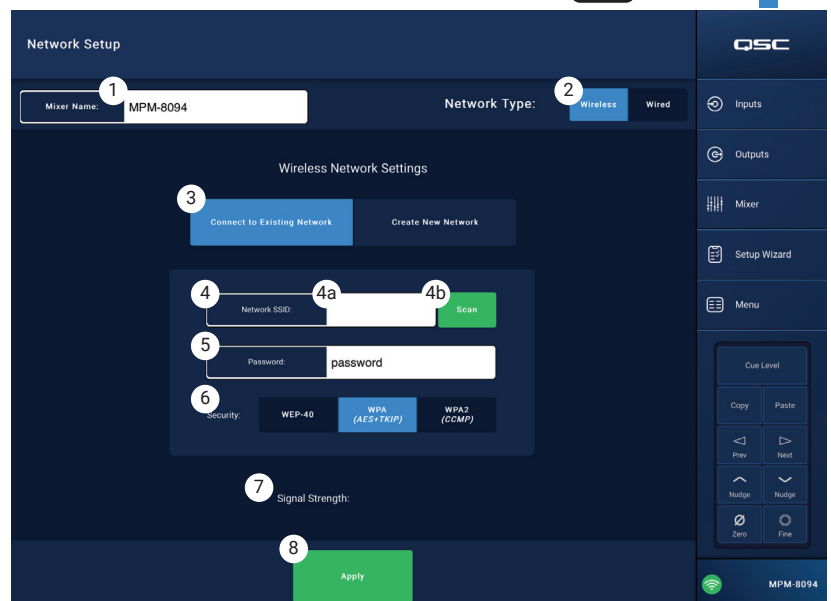 Network Setup
QSC
1
Mixer Name:
MPM-8094
Network Type:
2
Wireless
Wired
Inputs
Outputs
Mixer
Setup Wizard
Menu
Wireless Network Settings
3
Connect to Existing Network
Create New Network
4
Network SSID:
4a
4b
Scan
5
Password:
password
6
Security:
WEP-40
WPA
(AES+TKIP)
WPA2
(CCMP)
7
Signal Strength:
8
Apply
Cue Level
Copy
Paste
Prev
Next
Nudge
Nudge
Zero
Fine
MPM-8094